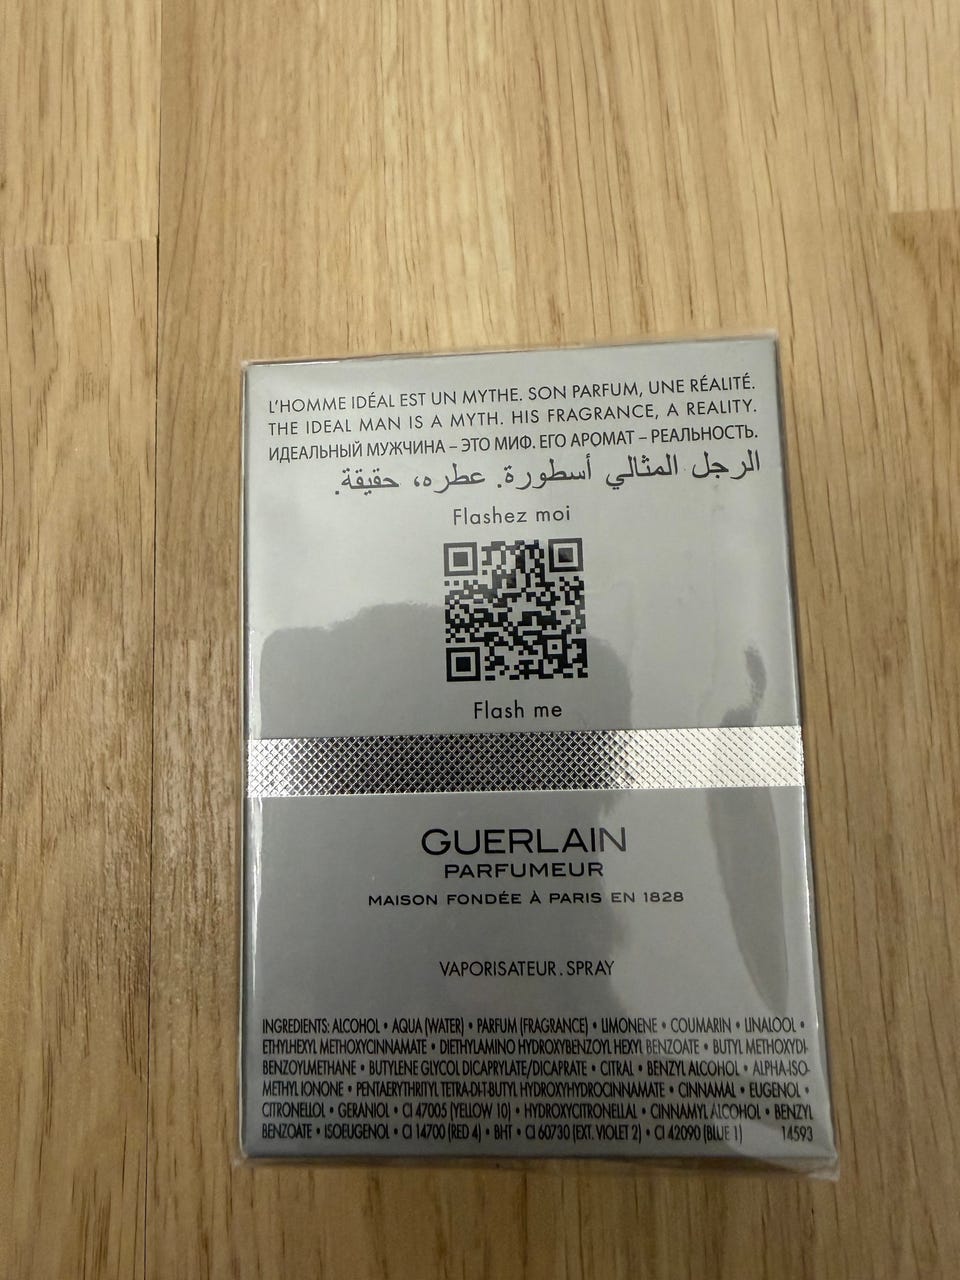 L'HOMME IDÉAL EST UN MYTHE. SON PARFUM, UNE RÉALITÉ.
THE IDEAL MAN IS A MYTH. HIS FRAGRANCE, A REALITY.
ИДЕАЛЬНЫЙ МУЖЧИНА – ЭТО МИФ. ЕГО АРОМАТ – РЕАЛЬНОСТЬ.
الرجل المثالي أسطورة. عطره، حقيقة.
Flashez moi
Flash me
GUERLAIN
PARFUMEUR
MAISON FONDÉE À PARIS EN 1828
VAPORISATEUR . SPRAY
INGREDIENTS: ALCOHOL • AQUA (WATER) • PARFUM (FRAGRANCE) • LIMONENE • COUMARIN • LINALOOL •
ETHYLHEXYL METHOXYCINNAMATE • DIETHYLAMINO HYDROXYBENZOYL HEXYL BENZOATE • BUTYL METHOXYDI-
BENZOYLMETHANE • BUTYLENE GLYCOL DICAPRYLATE/DICAPRATE • CITRAL • BENZYL ALCOHOL • ALPHA-ISO-
METHYL IONONE • PENTAERYTHRITYL TETRA-DI-T-BUTYL HYDROXYHYDROCINNAMATE • CINNAMAL • EUGENOL •
CITRONELLOL • GERANIOL • CI 47005 (YELLOW 10) • HYDROXYCITRONELLAL • CINNAMYL ALCOHOL • BENZYL
BENZOATE • ISOEUGENOL • CI 14700 (RED 4) • BHT • CI 60730 (EXT. VIOLET 2) • CI 42090 (BLUE 1) 14593